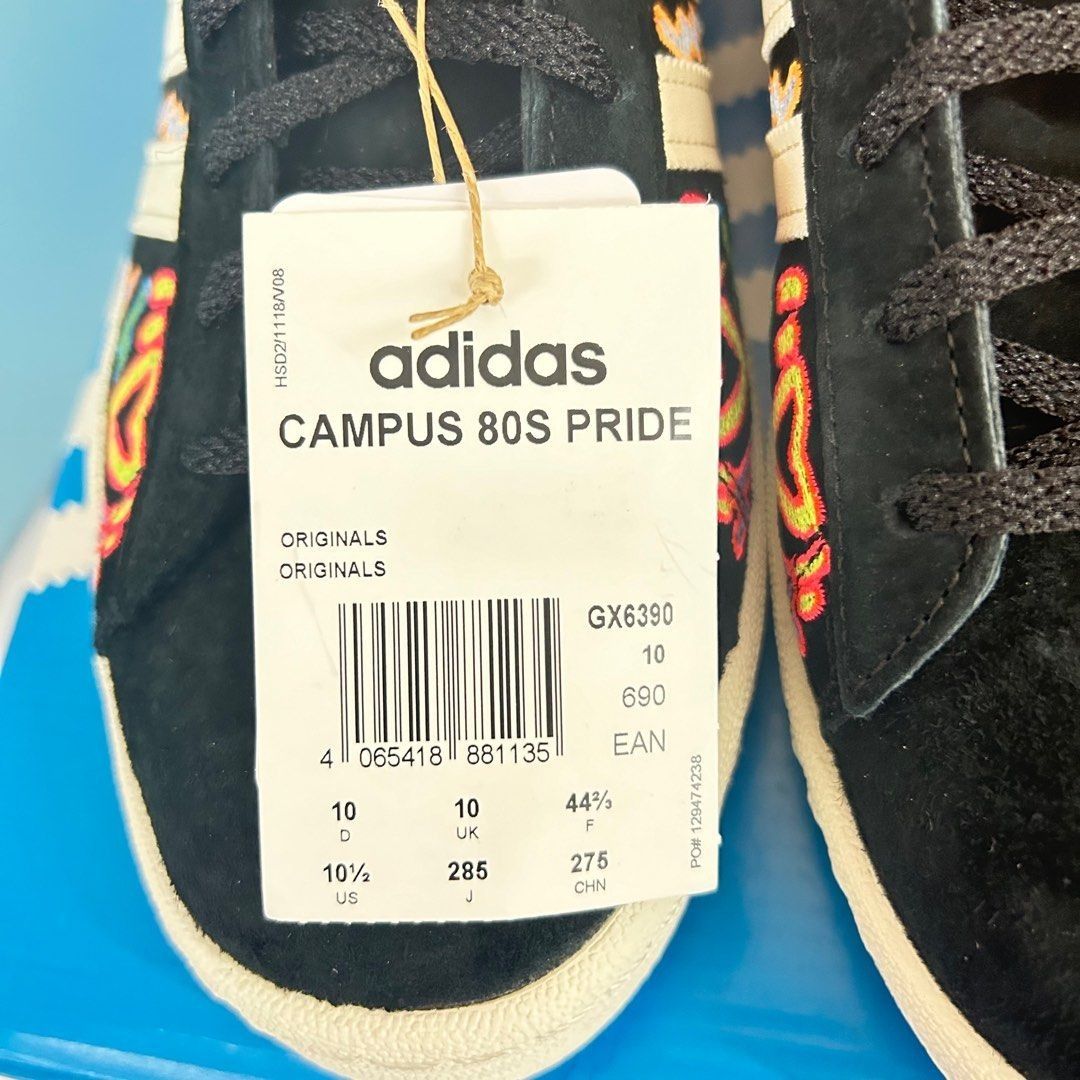 HSD2/1118/V08
adidas
CAMPUS 80S PRIDE
ORIGINALS
ORIGINALS
GX6390
10
690
EAN
4 065418 881135
10 10 44⅔
D UK F
10½ 285 275
US J CHN
PO# 129474238